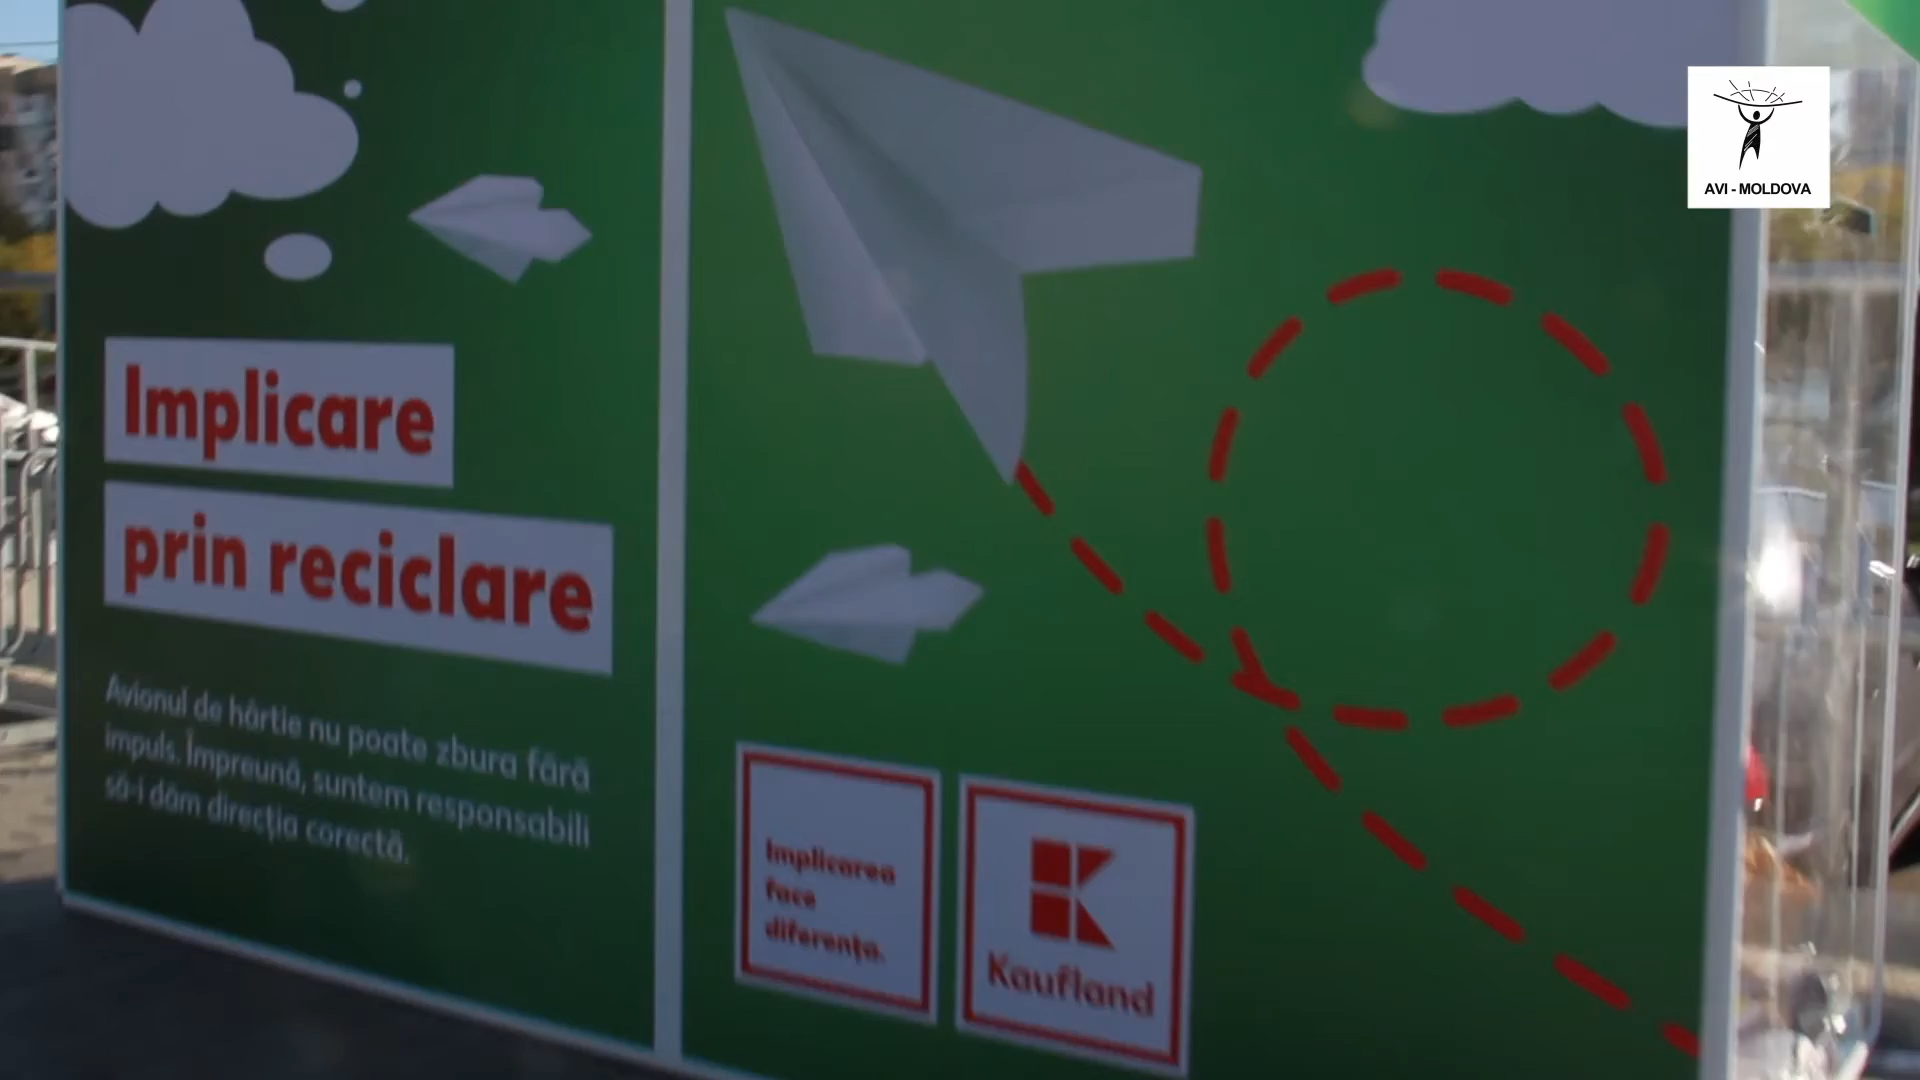 AVI - MOLDOVA
Implicare
prin reciclare
Avionul de hârtie nu poate zbura fără
impuls. Împreună, suntem responsabili
să-i dăm direcția corectă.
Implicarea
face
diferența.
Kaufland